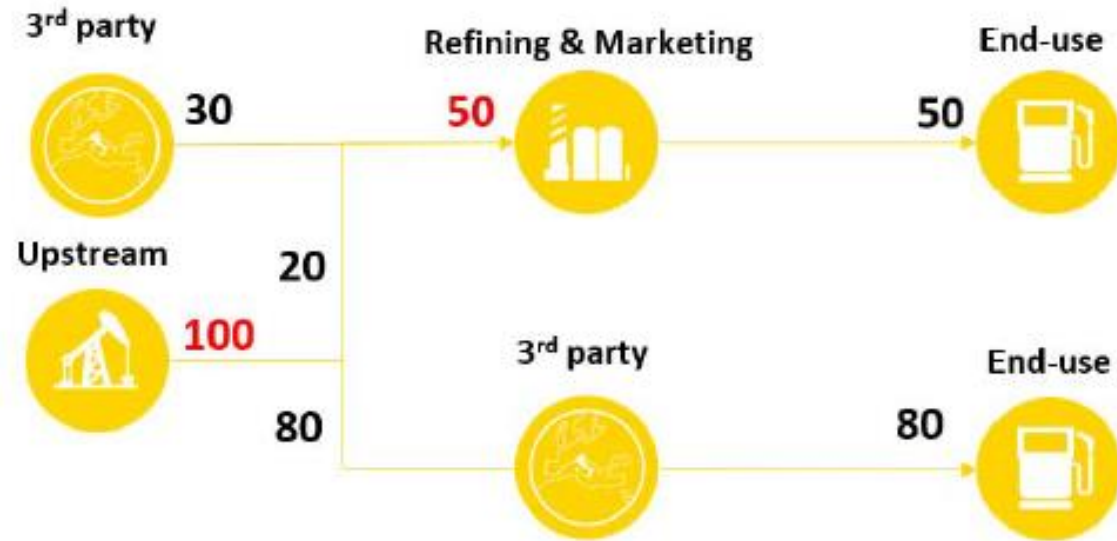 3rd party
Refining & Marketing
End-use
30
50
50
Upstream
20
100
3rd party
End-use
80
80